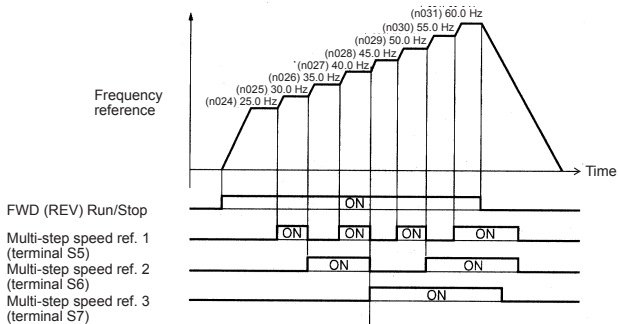 (n031) 60.0 Hz
(n030) 55.0 Hz
(n029) 50.0 Hz
(n028) 45.0 Hz
(n027) 40.0 Hz
(n026) 35.0 Hz
(n025) 30.0 Hz
(n024) 25.0 Hz
Frequency
reference
Time
FWD (REV) Run/Stop
ON
Multi-step speed ref. 1
(terminal S5)
ON ON ON ON
Multi-step speed ref. 2
(terminal S6)
ON ON
Multi-step speed ref. 3
(terminal S7)
ON